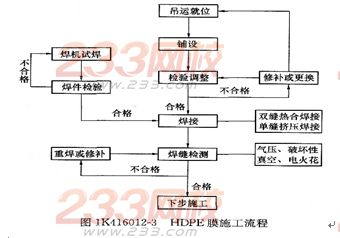 吊运就位
焊机试焊
铺设
不合格
检验调整
修补或更换
焊件检验
不合格
合格
合格
焊接
双缝热合焊接
单缝挤压焊接
重焊或修补
焊缝检测
气压、破坏性
真空、电火花
不合格
合格
下步施工
图1K416012-3 HDPE膜施工流程
233网校
www.233.com